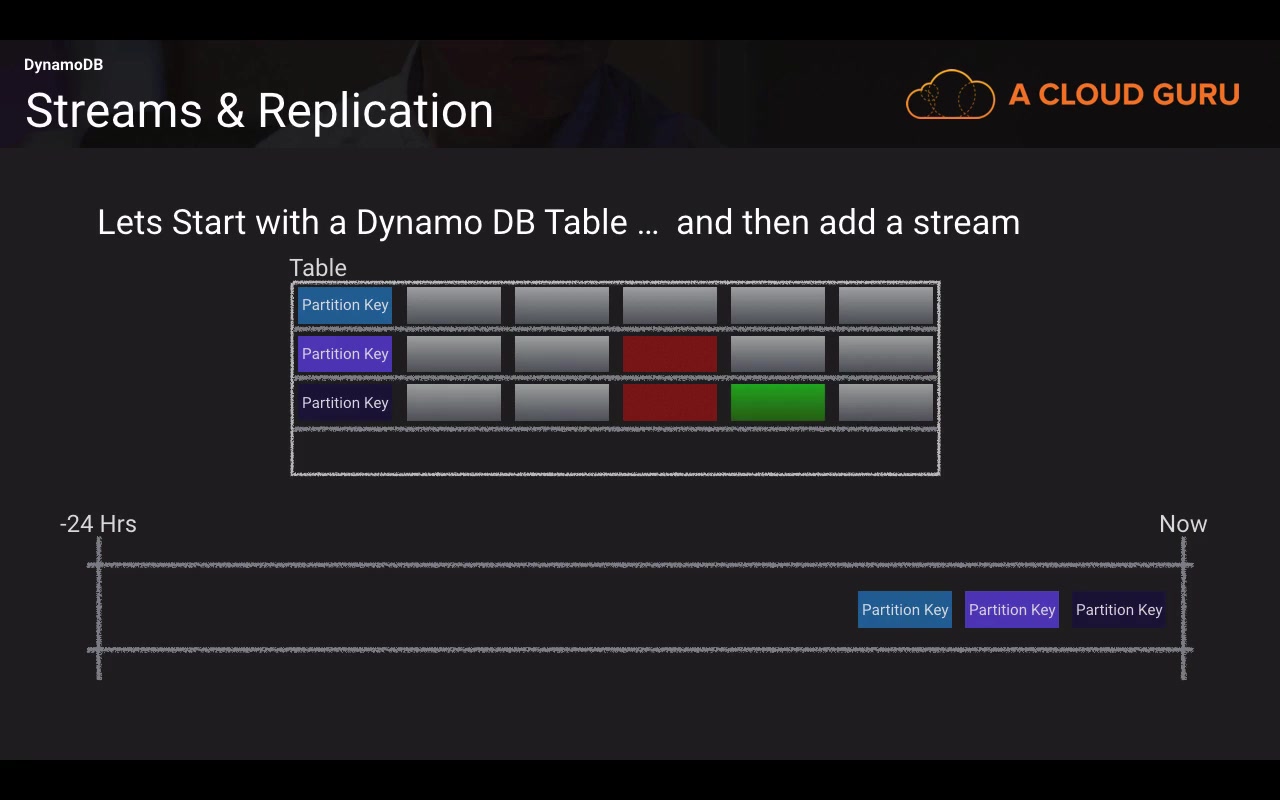 DynamoDB
Streams & Replication
A CLOUD GURU
Lets Start with a Dynamo DB Table ... and then add a stream
Table
Partition Key
Partition Key
Partition Key
-24 Hrs
Now
Partition Key
Partition Key
Partition Key